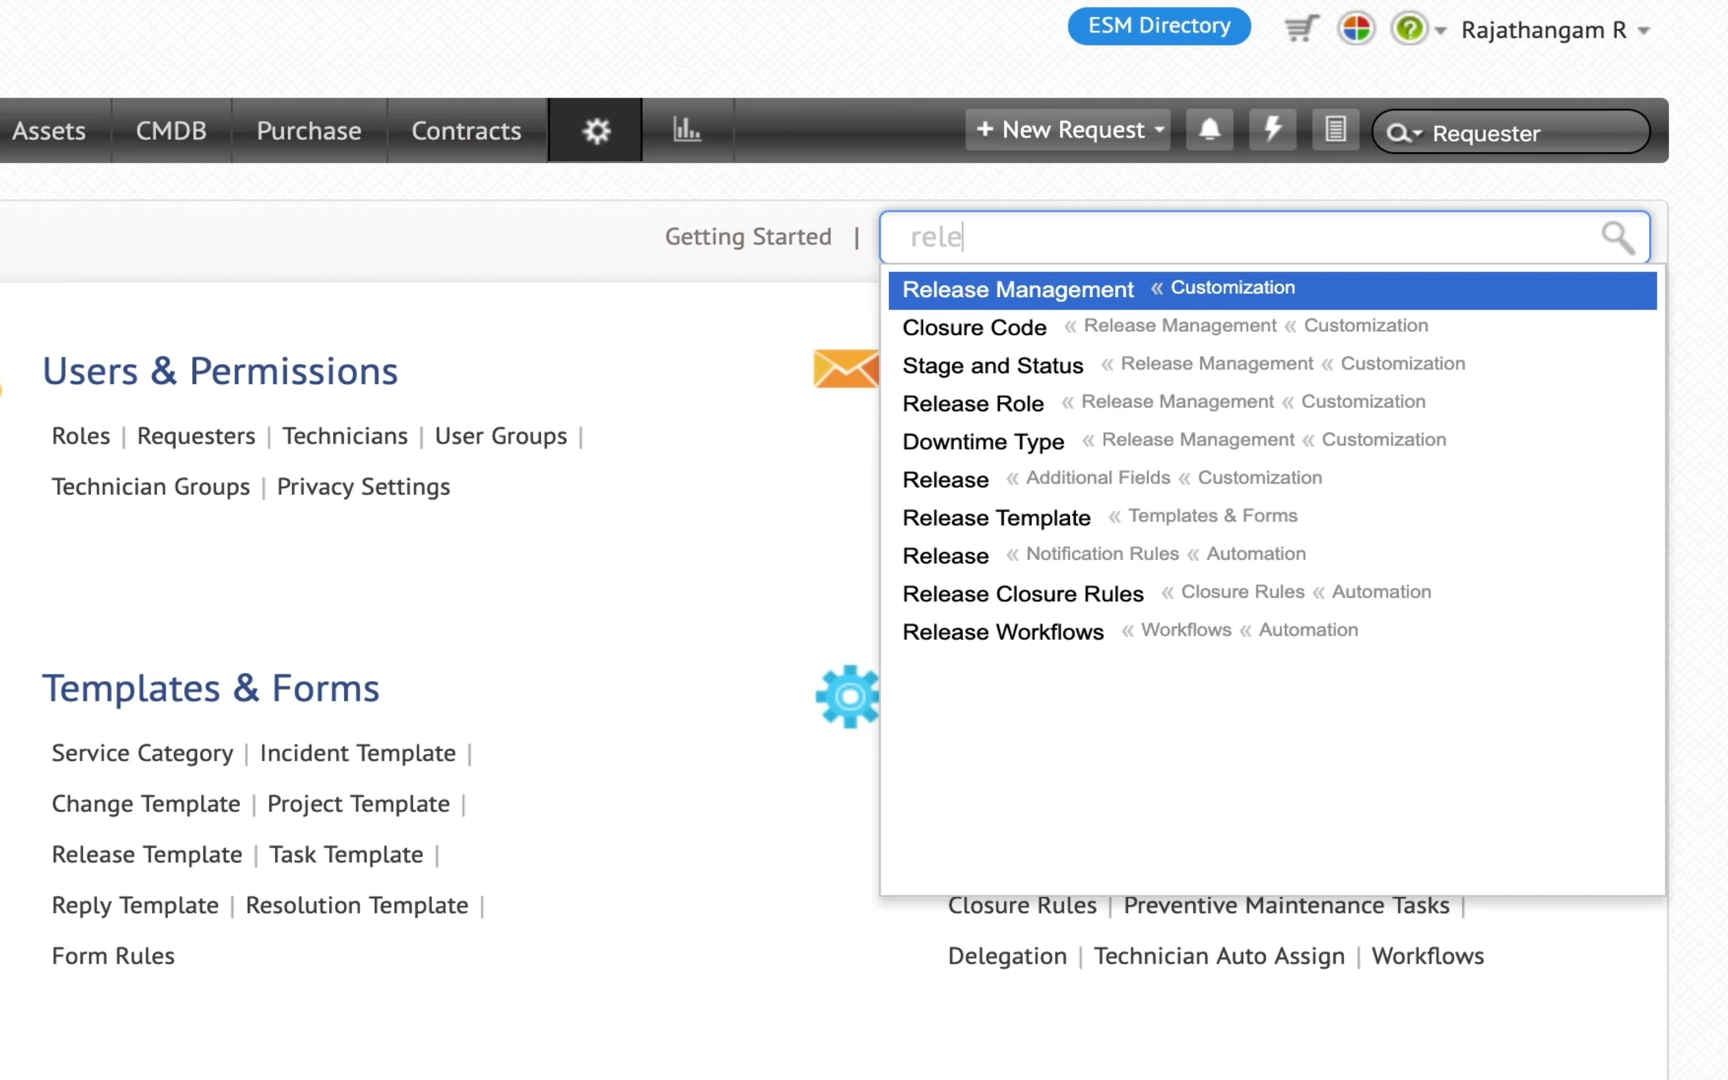 ESM Directory Rajathangam R
Assets CMDB Purchase Contracts + New Request Requester
Getting Started | rele
Release Management « Customization
Closure Code « Release Management « Customization
Stage and Status « Release Management « Customization
Release Role « Release Management « Customization
Downtime Type « Release Management « Customization
Release « Additional Fields « Customization
Release Template « Templates & Forms
Release « Notification Rules « Automation
Release Closure Rules « Closure Rules « Automation
Release Workflows « Workflows « Automation
Users & Permissions
Roles | Requesters | Technicians | User Groups |
Technician Groups | Privacy Settings
Templates & Forms
Service Category | Incident Template |
Change Template | Project Template |
Release Template | Task Template |
Reply Template | Resolution Template |
Form Rules
Closure Rules | Preventive Maintenance Tasks |
Delegation | Technician Auto Assign | Workflows